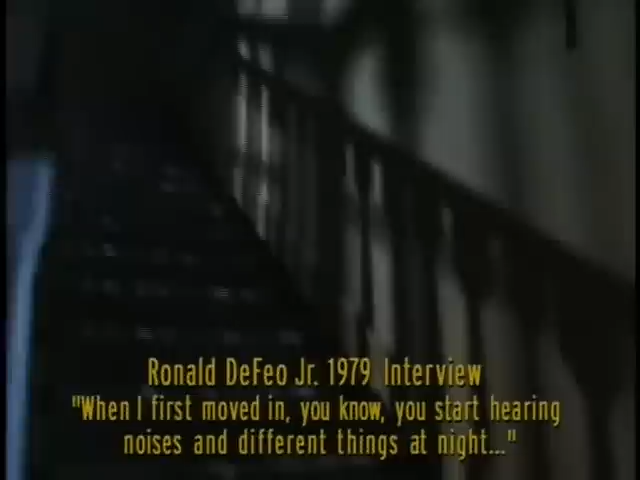 Ronald DeFeo Jr. 1979 Interview
"When I first moved in, you know, you start hearing
noises and different things at night..."